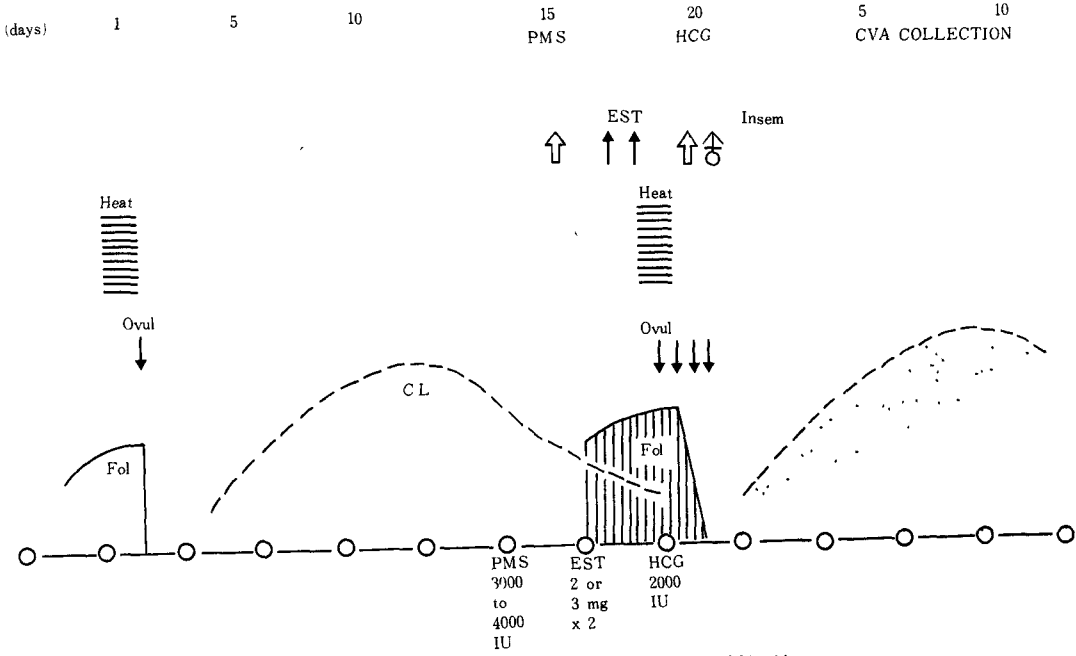 (days) 1 5 10 15 20 5 10
PMS HCG CVA COLLECTION
EST Insem
Heat Heat
Ovul Ovul
CL
Fol Fol
PMS EST HCG
3000 2 or 2000
to 3 mg IU
4000 x 2
IU